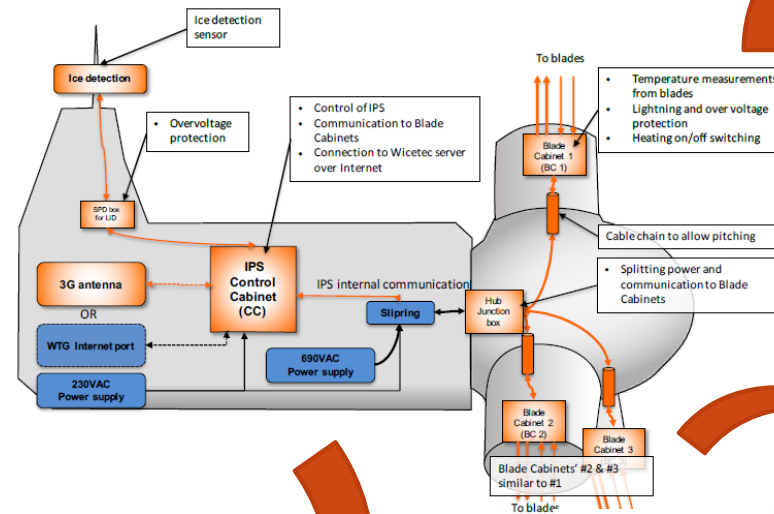 Ice detection
sensor
Ice detection
• Overvoltage
protection
SPD box
for LID
• Control of IPS
• Communication to Blade
Cabinets
• Connection to Wicetec server
over Internet
To blades
• Temperature measurements
from blades
• Lightning and over voltage
protection
• Heating on/off switching
Blade
Cabinet 1
(BC 1)
Cable chain to allow pitching
• Splitting power and
communication to Blade
Cabinets
IPS
Control
Cabinet
(CC)
3G antenna
OR
WTG Internet port
230VAC
Power supply
IPS internal communication
Slipring
690VAC
Power supply
Hub
Junction
box
Blade
Cabinet 2
(BC 2)
Blade
Cabinet 3
Blade Cabinets' #2 & #3
similar to #1
To blades